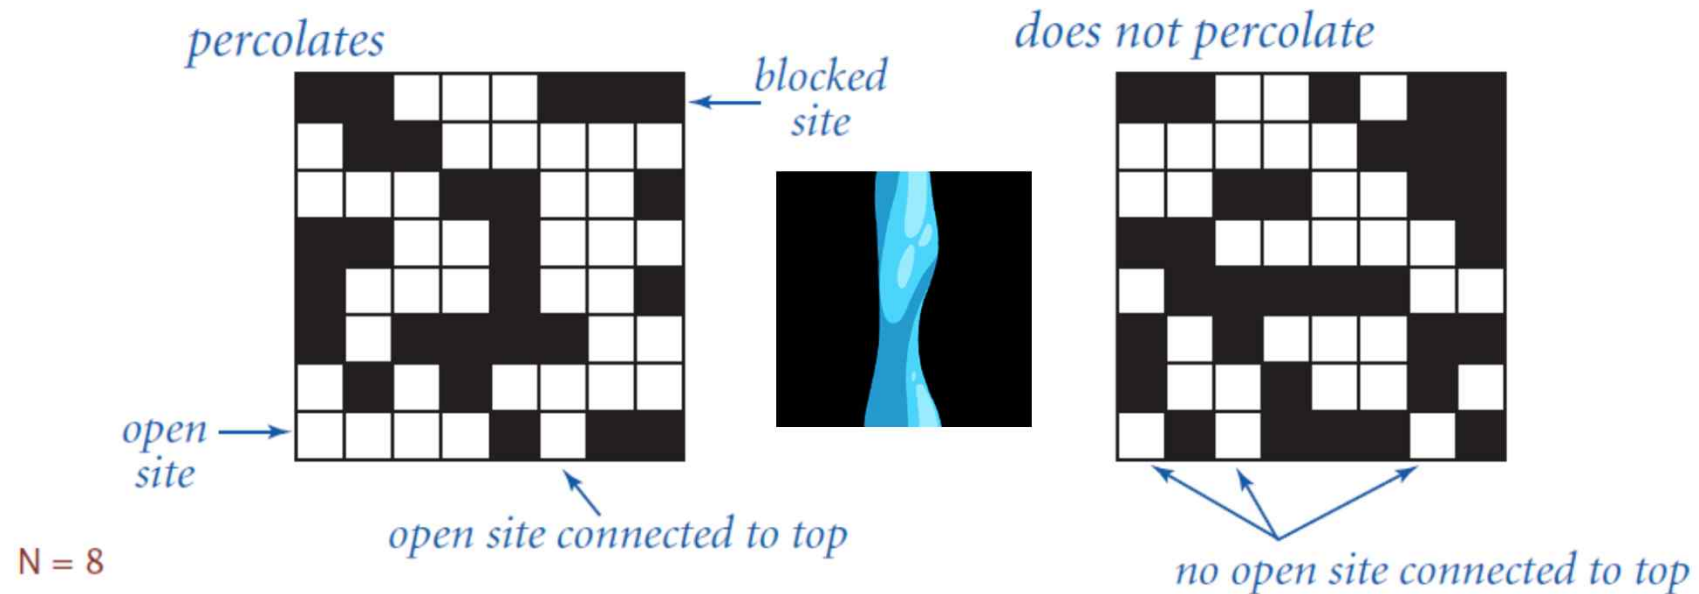 percolates
does not percolate
blocked
site
open
site
open site connected to top
N = 8
no open site connected to top